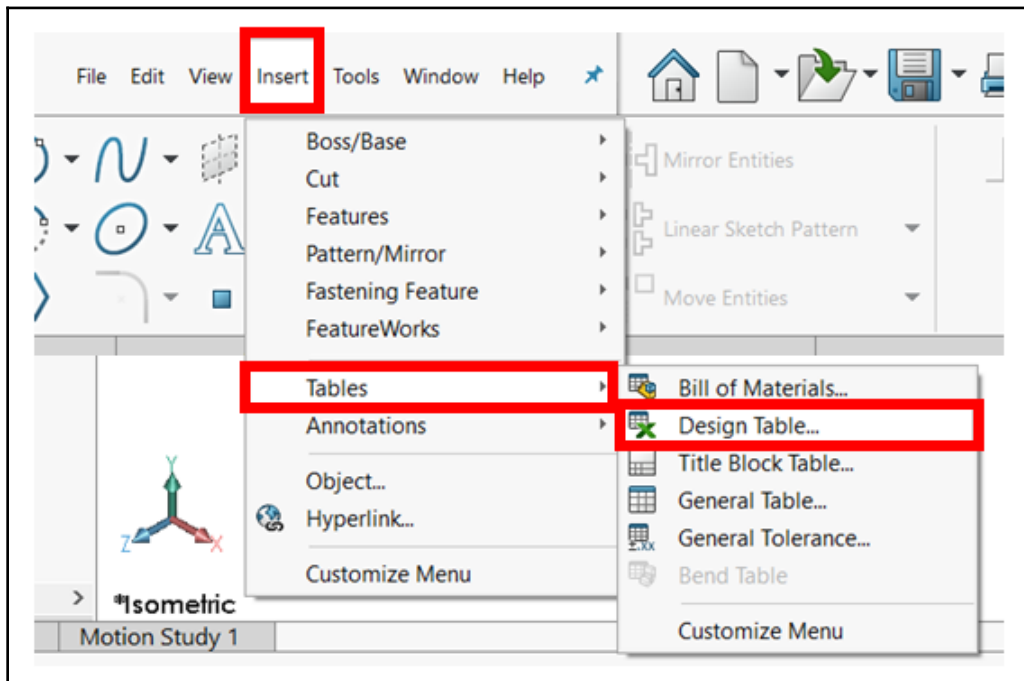 File Edit View Insert Tools Window Help
Boss/Base
Cut
Features
Pattern/Mirror
Fastening Feature
FeatureWorks
Tables
Annotations
Object...
Hyperlink...
Customize Menu
Mirror Entities
Linear Sketch Pattern
Move Entities
Bill of Materials...
Design Table...
Title Block Table...
General Table...
General Tolerance...
Bend Table
Customize Menu
Y
Z X
*Isometric
Motion Study 1